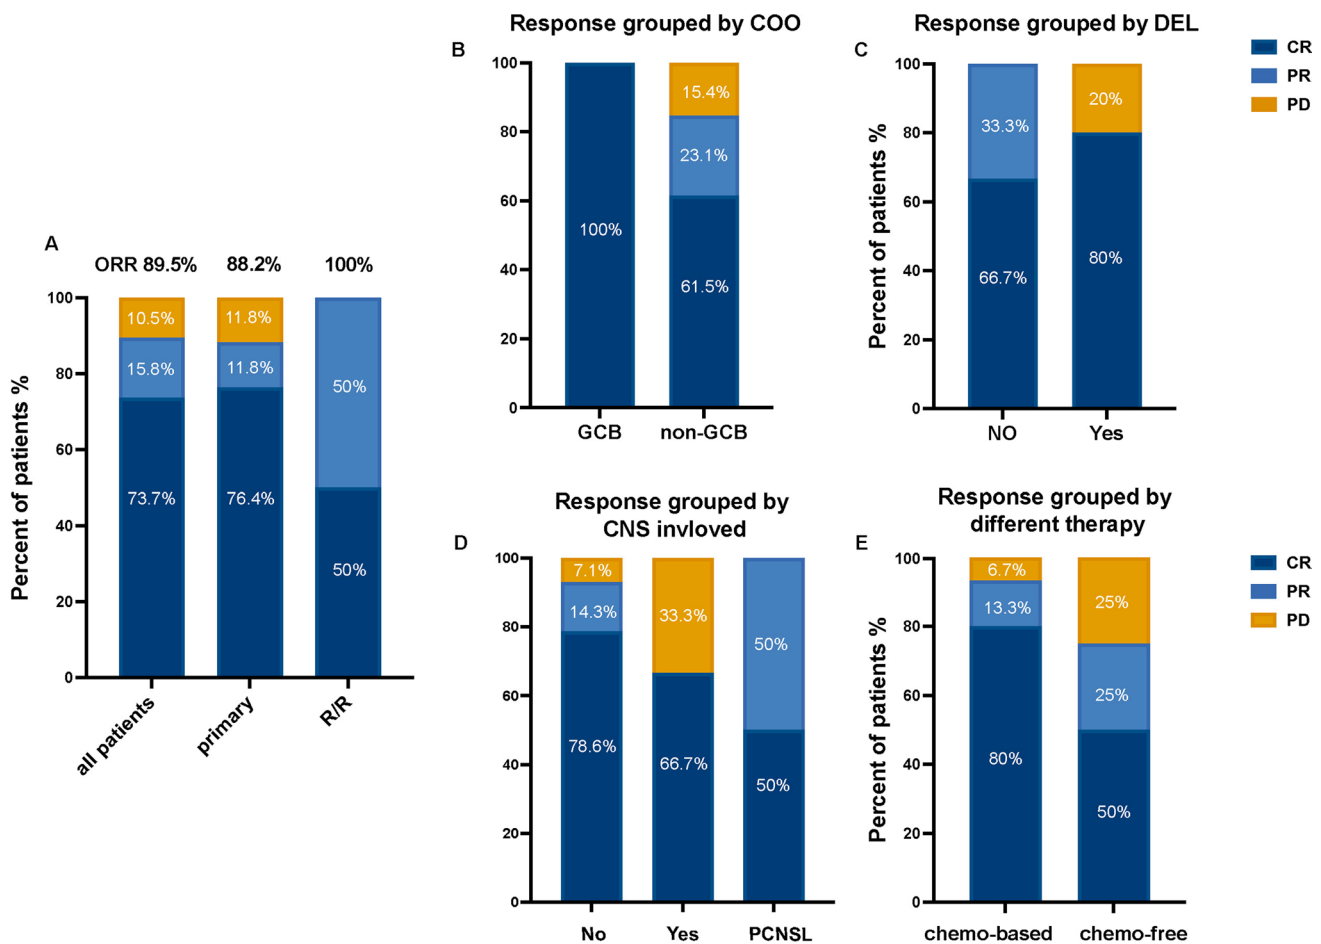 A
ORR 89.5% 88.2% 100%
Percent of patients %
100
80
60
40
20
0
10.5%
15.8%
73.7%
11.8%
11.8%
76.4%
50%
50%
all patients
primary
R/R
Response grouped by COO
B
100
80
60
40
20
0
100%
15.4%
23.1%
61.5%
GCB non-GCB
Response grouped by DEL
C
Percent of patients %
100
80
60
40
20
0
33.3%
66.7%
20%
80%
NO Yes
CR
PR
PD
Response grouped by
CNS invloved
D
100
80
60
40
20
0
7.1%
14.3%
78.6%
33.3%
66.7%
50%
50%
No Yes PCNSL
Response grouped by
different therapy
E
Percent of patients %
100
80
60
40
20
0
6.7%
13.3%
80%
25%
25%
50%
chemo-based chemo-free
CR
PR
PD